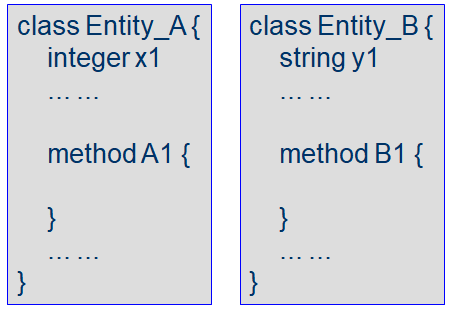 class Entity_A {
integer x1
... ...
method A1 {
}
... ...
}
class Entity_B {
string y1
... ...
method B1 {
}
... ...
}